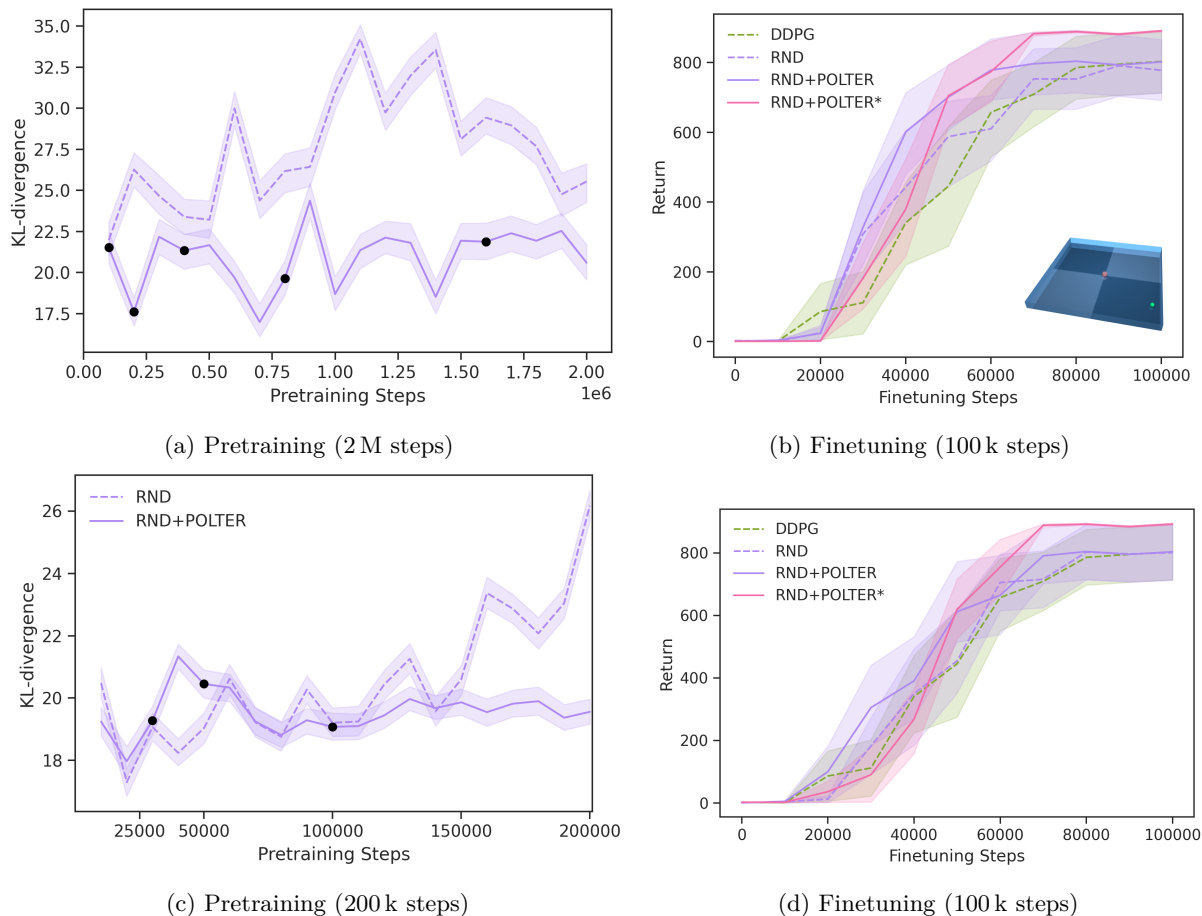 35.0
32.5
30.0
27.5
25.0
22.5
20.0
17.5
KL-divergence
0.00 0.25 0.50 0.75 1.00 1.25 1.50 1.75 2.00
1e6
Pretraining Steps
(a) Pretraining (2 M steps)
DDPG
RND
RND+POLTER
RND+POLTER*
800
600
400
200
0
Return
0 20000 40000 60000 80000 100000
Finetuning Steps
(b) Finetuning (100 k steps)
RND
RND+POLTER
26
24
22
20
18
KL-divergence
25000 50000 100000 150000 200000
Pretraining Steps
(c) Pretraining (200 k steps)
DDPG
RND
RND+POLTER
RND+POLTER*
800
600
400
200
0
Return
0 20000 40000 60000 80000 100000
Finetuning Steps
(d) Finetuning (100 k steps)